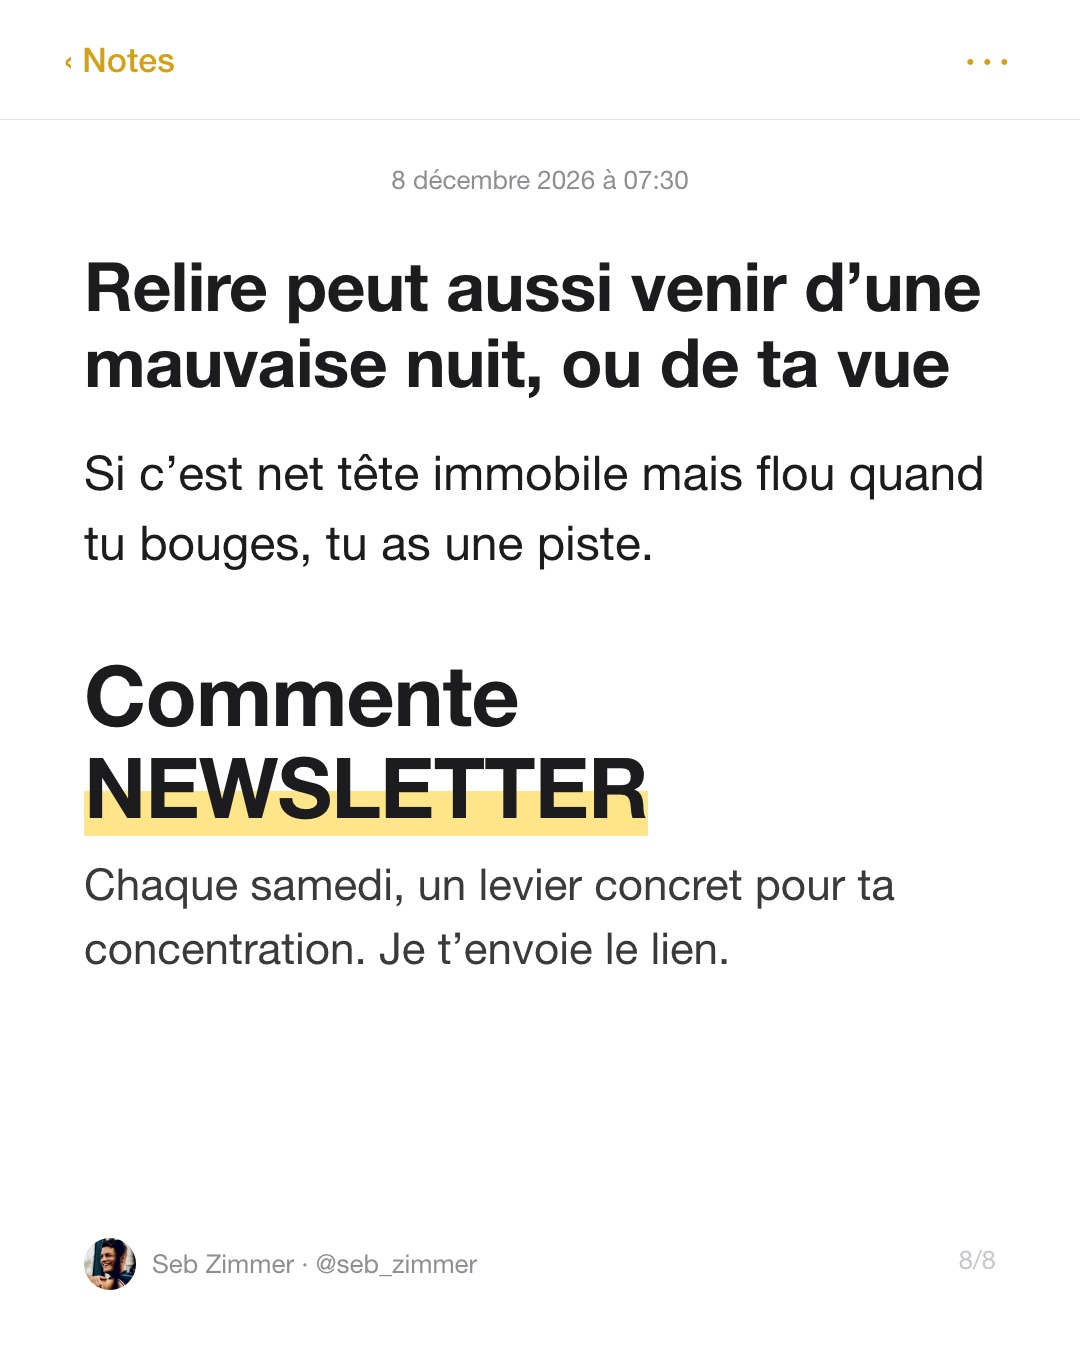 ‹ Notes
...
8 décembre 2026 à 07:30
Relire peut aussi venir d’une
mauvaise nuit, ou de ta vue
Si c’est net tête immobile mais flou quand
tu bouges, tu as une piste.
Commente
NEWSLETTER
Chaque samedi, un levier concret pour ta
concentration. Je t’envoie le lien.
Seb Zimmer · @seb_zimmer
8/8